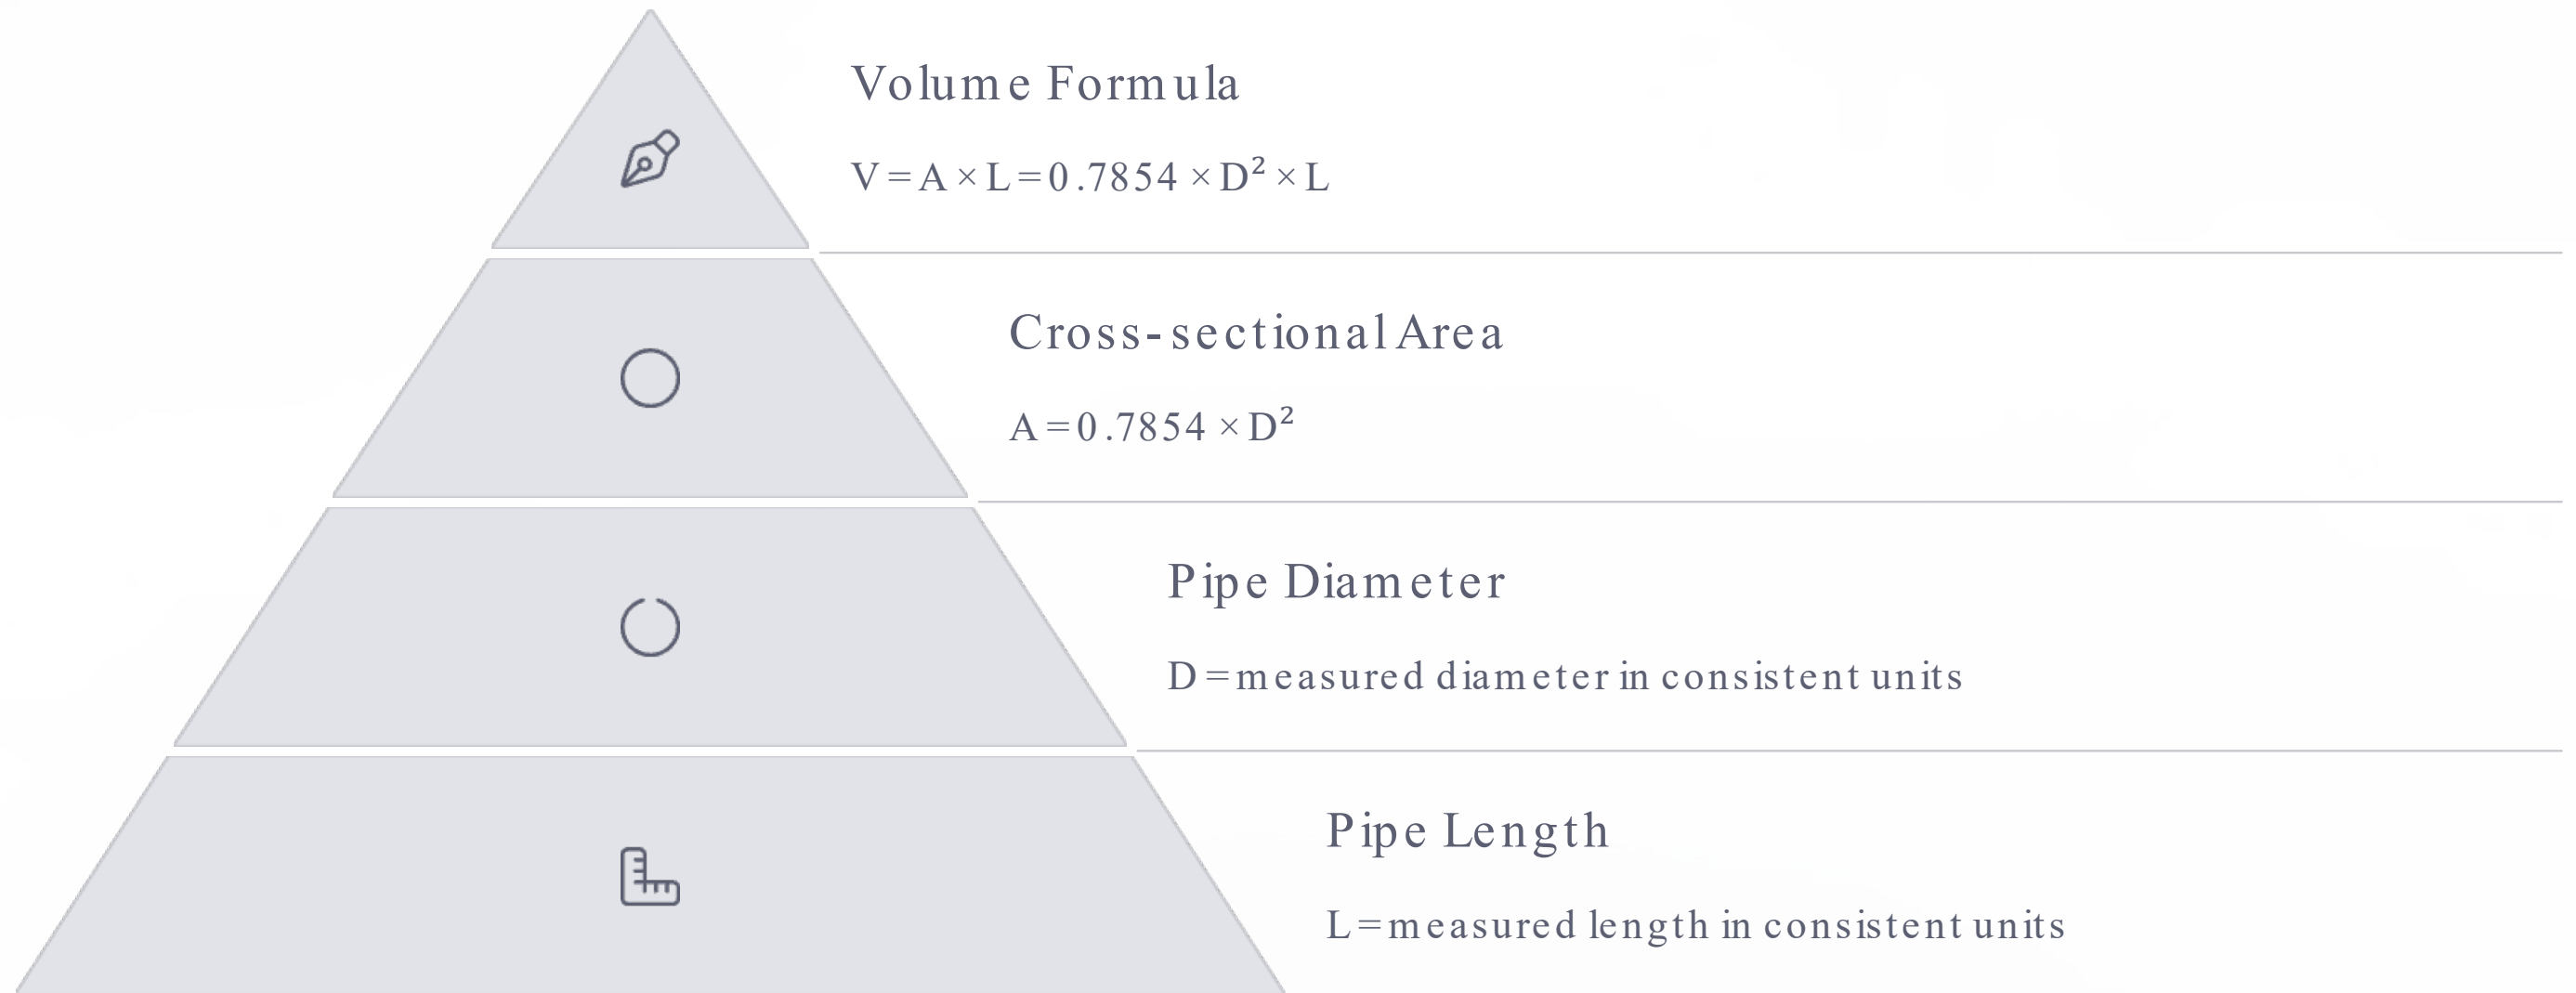 Volume Formula
V = A × L = 0.7854 × D² × L
Cross-sectional Area
A = 0.7854 × D²
Pipe Diameter
D = measured diameter in consistent units
Pipe Length
L = measured length in consistent units